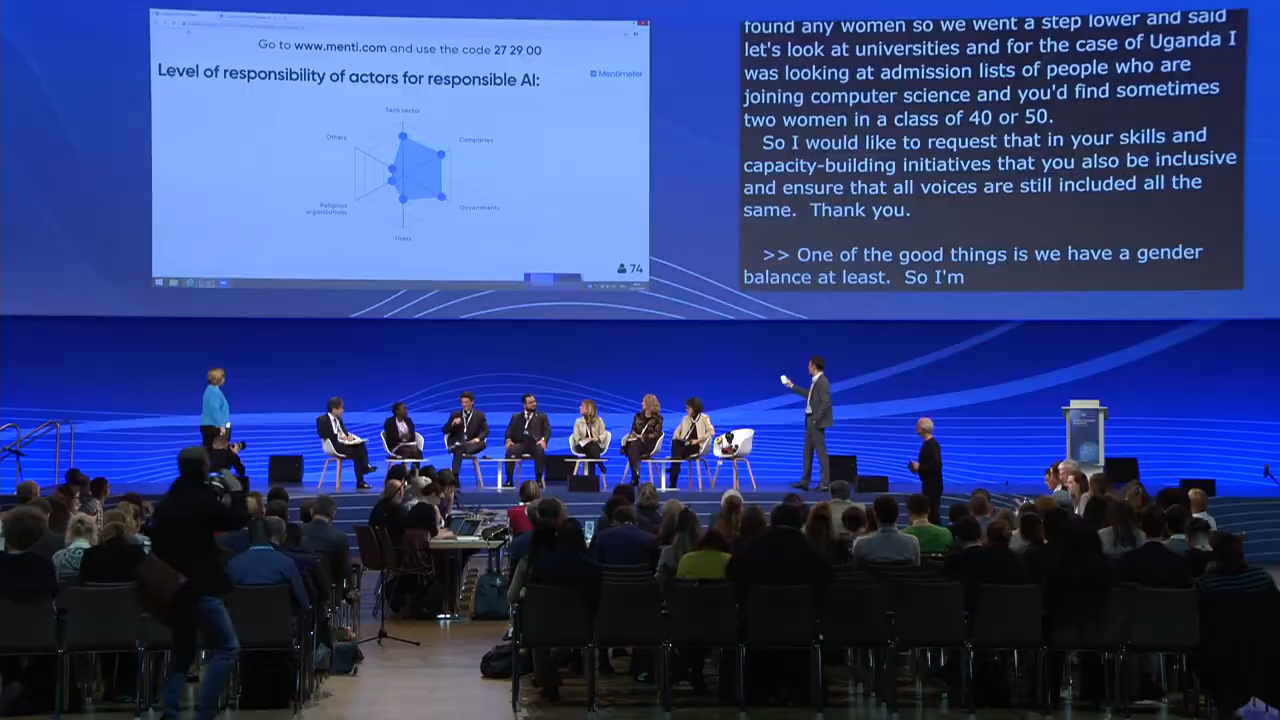 Go to www.menti.com and use the code 27 29 00
Level of responsibility of actors for responsible AI:
Mentimeter
Tech sector
Others
Companies
Religious
organisations
Governments
Users
74
found any women so we went a step lower and said
let's look at universities and for the case of Uganda I
was looking at admission lists of people who are
joining computer science and you'd find sometimes
two women in a class of 40 or 50.
So I would like to request that in your skills and
capacity-building initiatives that you also be inclusive
and ensure that all voices are still included all the
same. Thank you.
>> One of the good things is we have a gender
balance at least. So I'm